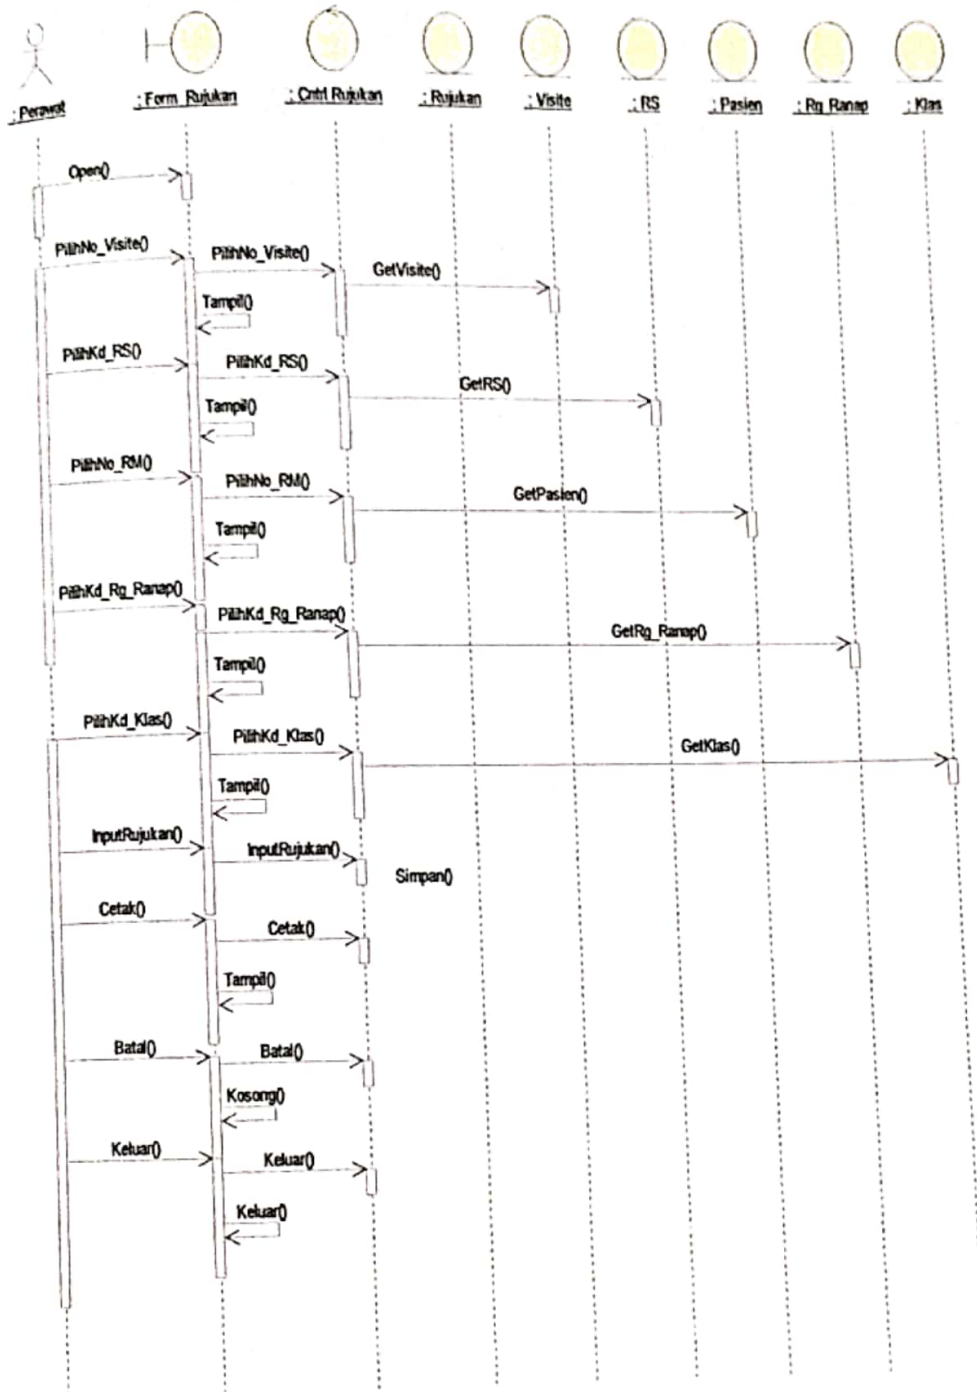 : Perawat
: Form_Rujukan
: Cntrl Rujukan
: Rujukan
: Visite
: RS
: Pasien
: Rg_Ranap
: Klas
Open()
PilihNo_Visite()
PilihNo_Visite()
GetVisite()
Tampil()
PilihKd_RS()
PilihKd_RS()
GetRS()
Tampil()
PilihNo_RM()
PilihNo_RM()
GetPasien()
Tampil()
PilihKd_Rg_Ranap()
PilihKd_Rg_Ranap()
GetRg_Ranap()
Tampil()
PilihKd_Klas()
PilihKd_Klas()
GetKlas()
Tampil()
InputRujukan()
InputRujukan()
Simpan()
Cetak()
Cetak()
Tampil()
Batal()
Batal()
Kosong()
Keluar()
Keluar()
Keluar()